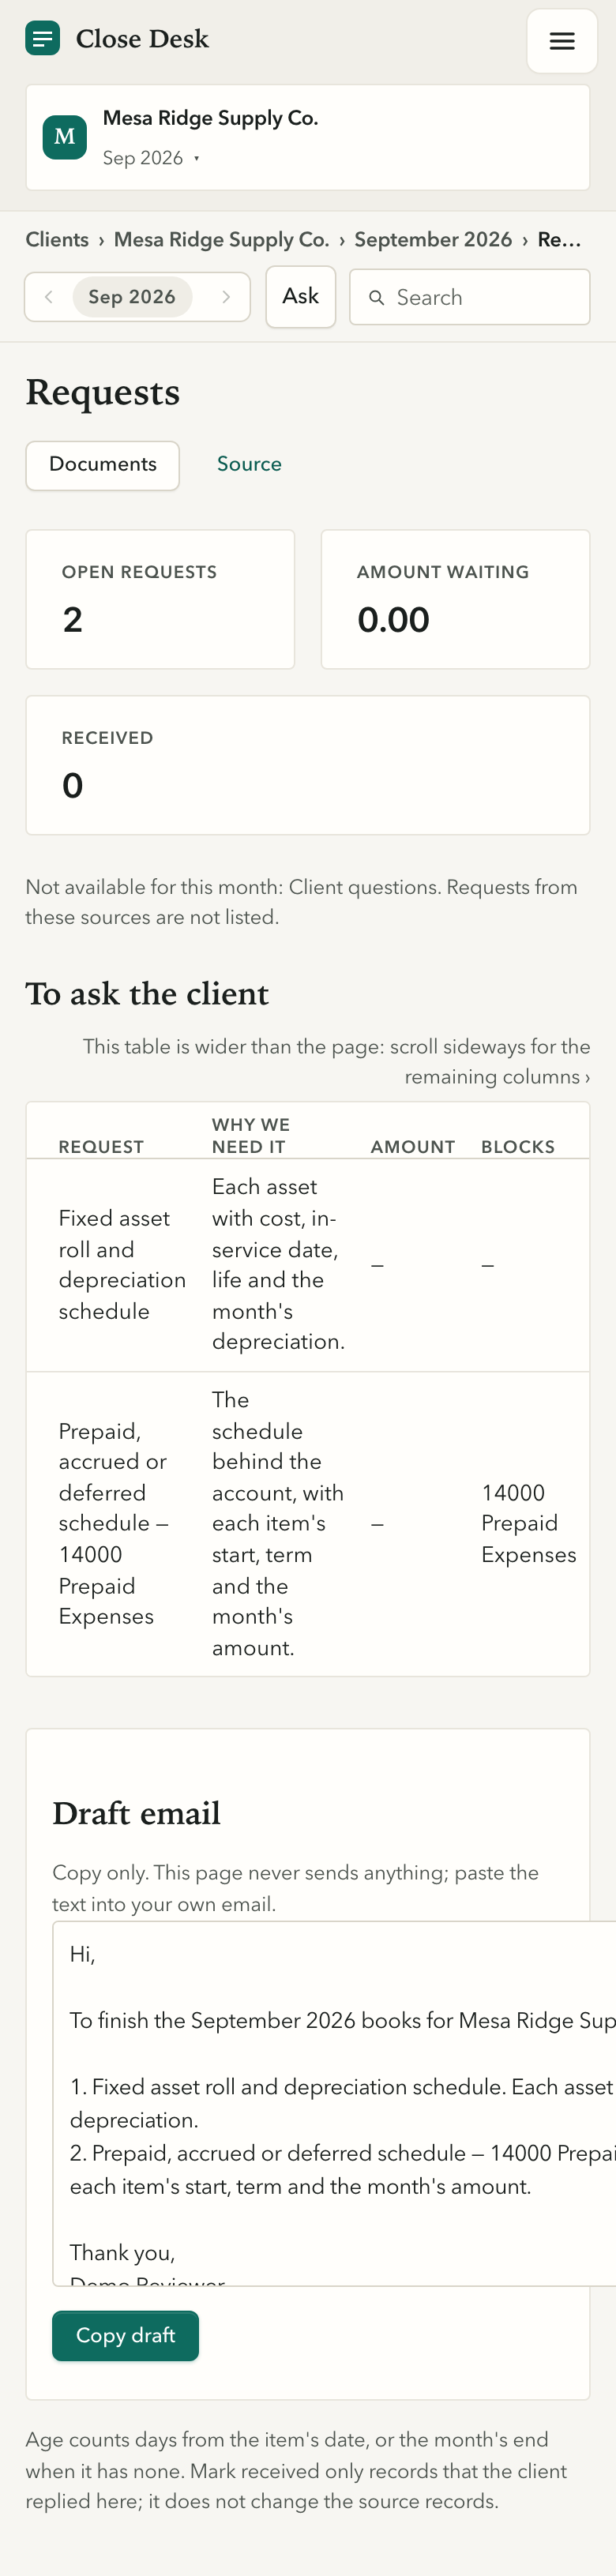 Close Desk
M
Mesa Ridge Supply Co.
Sep 2026 ▾
Clients › Mesa Ridge Supply Co. › September 2026 › Re…
‹ Sep 2026 ›
Ask
Search
Requests
Documents
Source
OPEN REQUESTS
2
AMOUNT WAITING
0.00
RECEIVED
0
Not available for this month: Client questions. Requests from
these sources are not listed.
To ask the client
This table is wider than the page: scroll sideways for the
remaining columns ›
REQUEST
WHY WE
NEED IT
AMOUNT
BLOCKS
Fixed asset
roll and
depreciation
schedule
Each asset
with cost, in-
service date,
life and the
month's
depreciation.
—
—
Prepaid,
accrued or
deferred
schedule —
14000
Prepaid
Expenses
The
schedule
behind the
account, with
each item's
start, term
and the
month's
amount.
—
14000
Prepaid
Expenses
Draft email
Copy only. This page never sends anything; paste the
text into your own email.
Hi,
To finish the September 2026 books for Mesa Ridge Sup
1. Fixed asset roll and depreciation schedule. Each asset
depreciation.
2. Prepaid, accrued or deferred schedule — 14000 Prepai
each item's start, term and the month's amount.
Thank you,
Demo Reviewer
Copy draft
Age counts days from the item's date, or the month's end
when it has none. Mark received only records that the client
replied here; it does not change the source records.